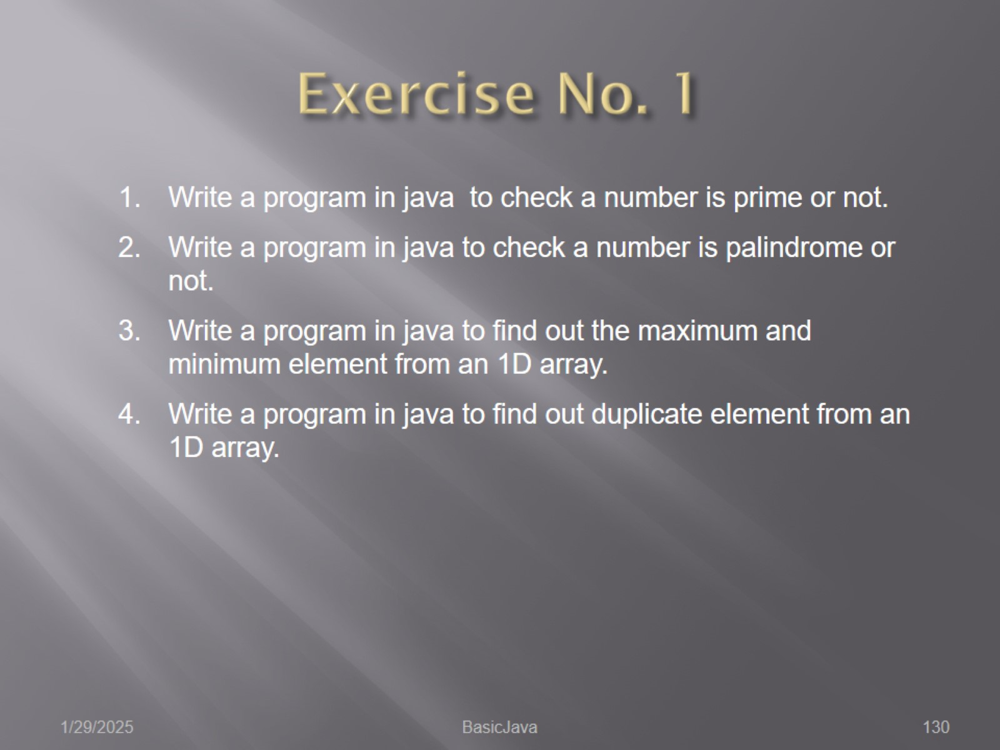 Exercise No. 1
1. Write a program in java  to check a number is prime or not.
2. Write a program in java to check a number is palindrome or
not.
3. Write a program in java to find out the maximum and
minimum element from an 1D array.
4. Write a program in java to find out duplicate element from an
1D array.
1/29/2025 BasicJava 130